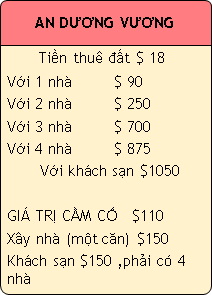 AN DƯƠNG VƯƠNG
Tiền thuê đất $ 18
Với 1 nhà $ 90
Với 2 nhà $ 250
Với 3 nhà $ 700
Với 4 nhà $ 875
Với khách sạn $1050
GIÁ TRỊ CẦM CỐ $110
Xây nhà (một căn) $150
Khách sạn $150 ,phải có 4
nhà